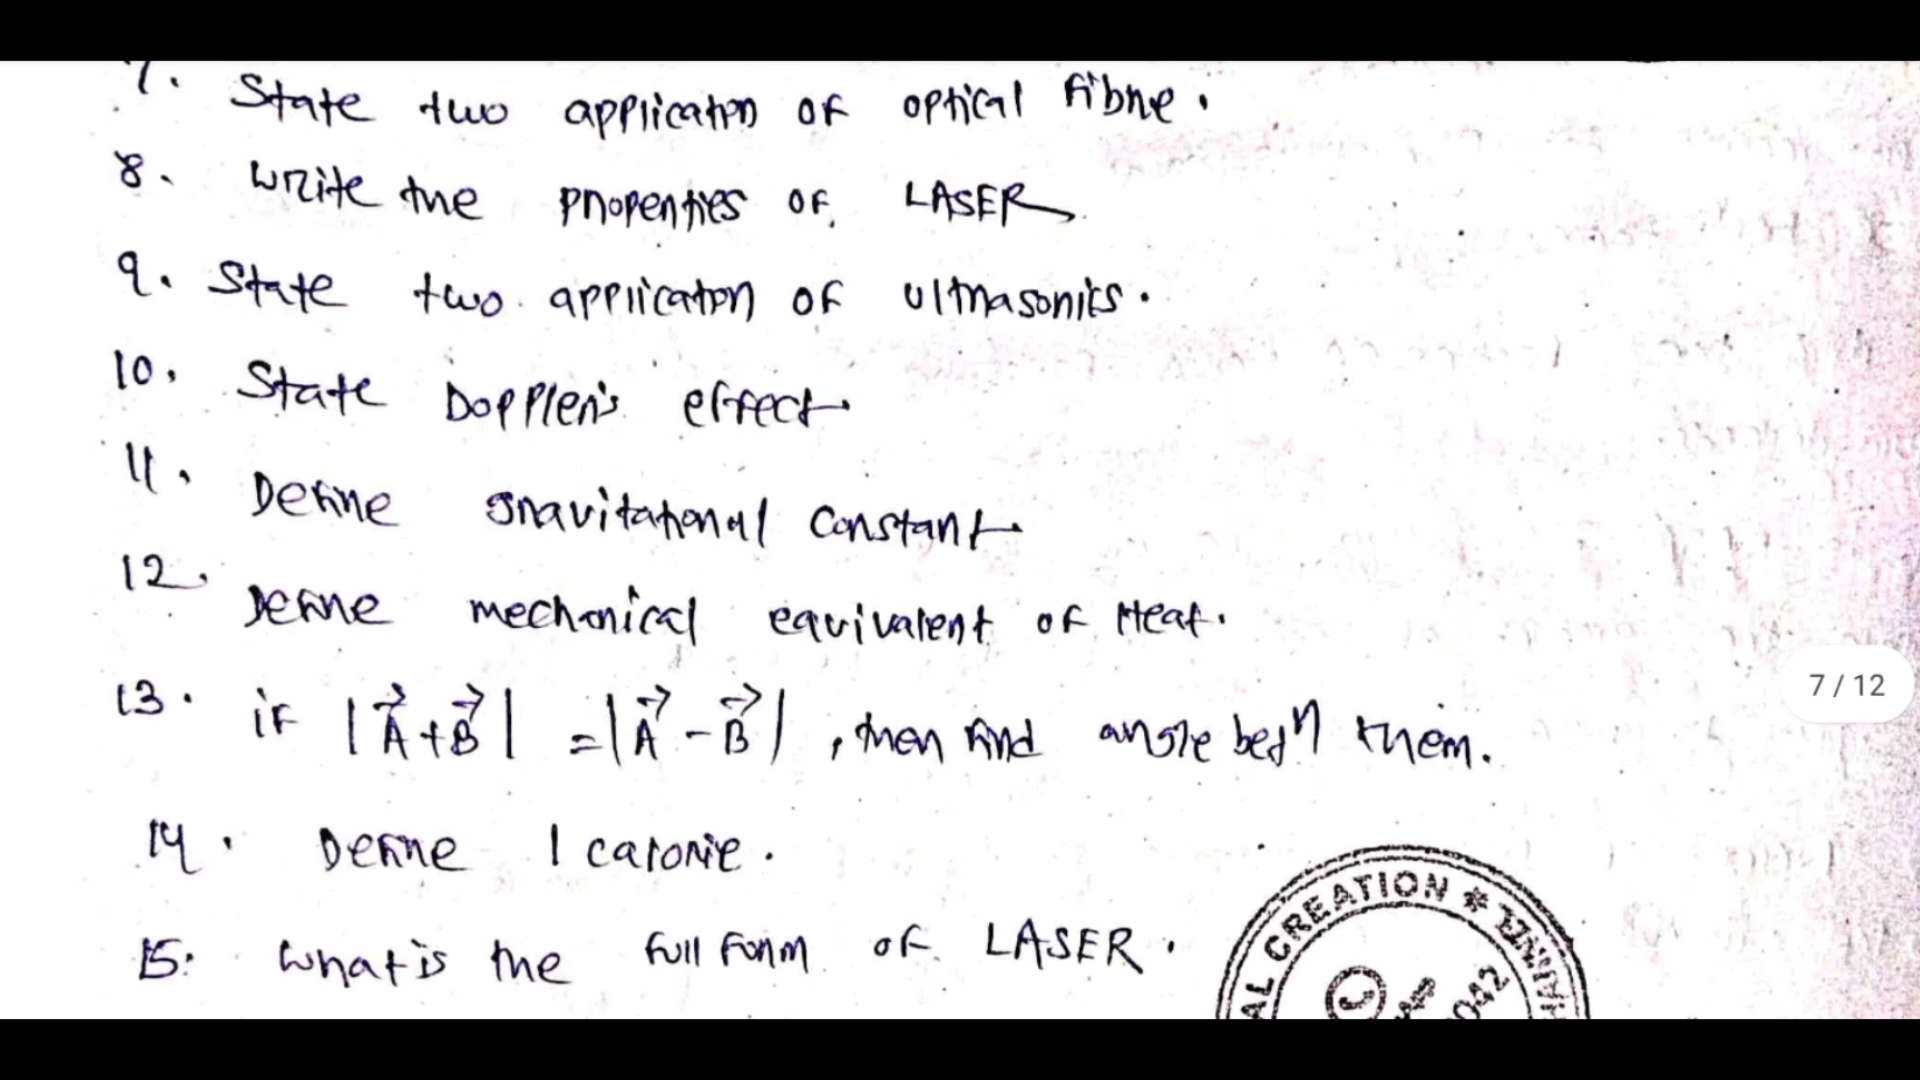 7. State two application of optical fibre.
8. Write the properties of LASER
9. State two application of ultrasonics.
10. State Doppler's effect.
11. Define gravitational constant.
12. Define mechanical equivalent of Heat.
13. if |A⃗+B⃗| = |A⃗-B⃗|, then find angle betn them.
14. Define 1 calorie.
15. What is the full form of LASER.
7 / 12
AL CREATION *
042